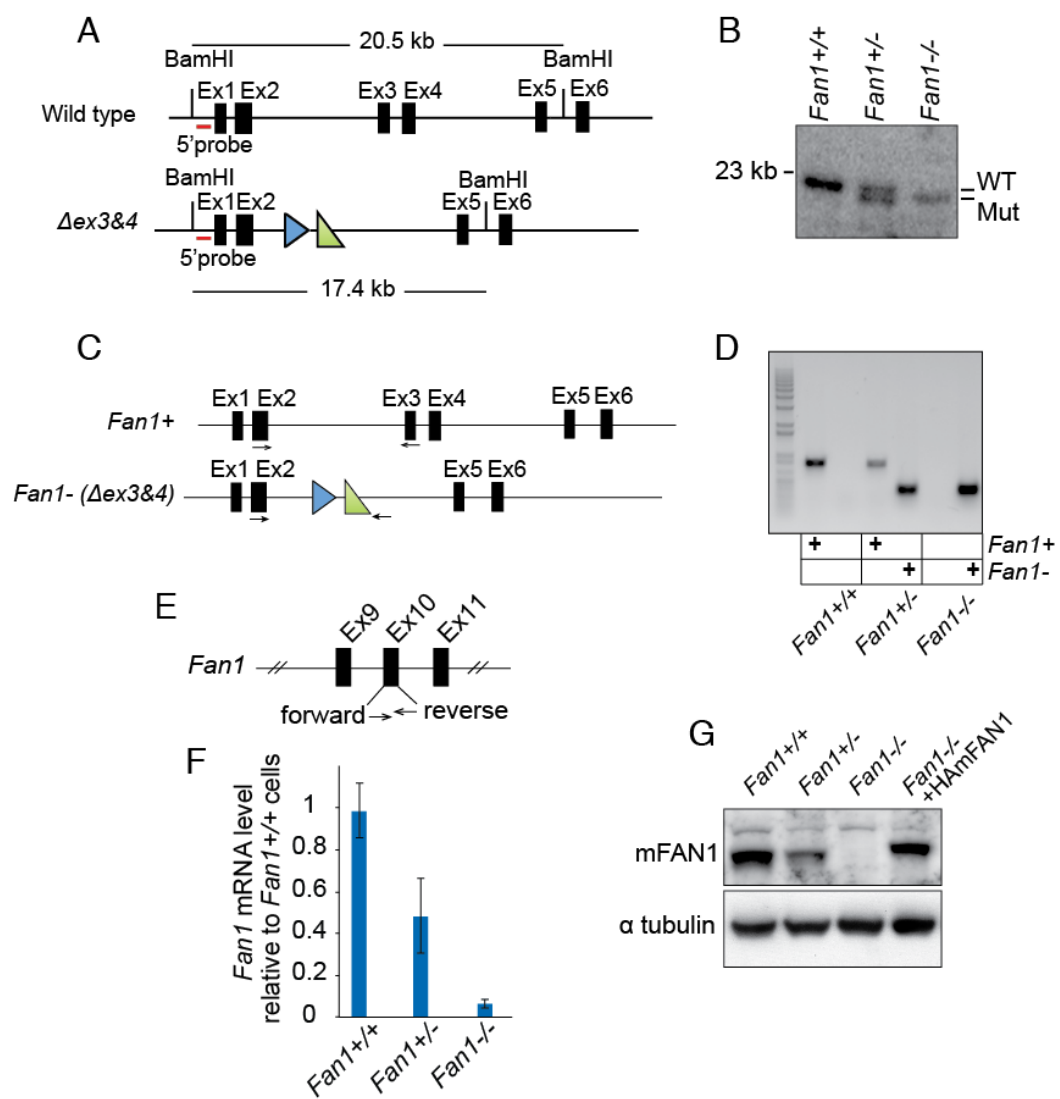 A
20.5 kb
BamHI BamHI
Ex1 Ex2 Ex3 Ex4 Ex5 Ex6
Wild type
5'probe
BamHI BamHI
Ex1 Ex2 Ex5 Ex6
Δex3&4
5'probe
17.4 kb
B
Fan1+/+ Fan1+/- Fan1-/-
23 kb
WT
Mut
C
Ex1 Ex2 Ex3 Ex4 Ex5 Ex6
Fan1+
Ex1 Ex2 Ex5 Ex6
Fan1- (Δex3&4)
D
+ + Fan1+
+ + Fan1-
Fan1+/+ Fan1+/- Fan1-/-
E
Ex9 Ex10 Ex11
Fan1
forward reverse
F
Fan1 mRNA level
relative to Fan1+/+ cells
1
0.8
0.6
0.4
0.2
0
Fan1+/+ Fan1+/- Fan1-/-
G
Fan1+/+ Fan1+/- Fan1-/- Fan1-/-
+HAmFAN1
mFAN1
α tubulin